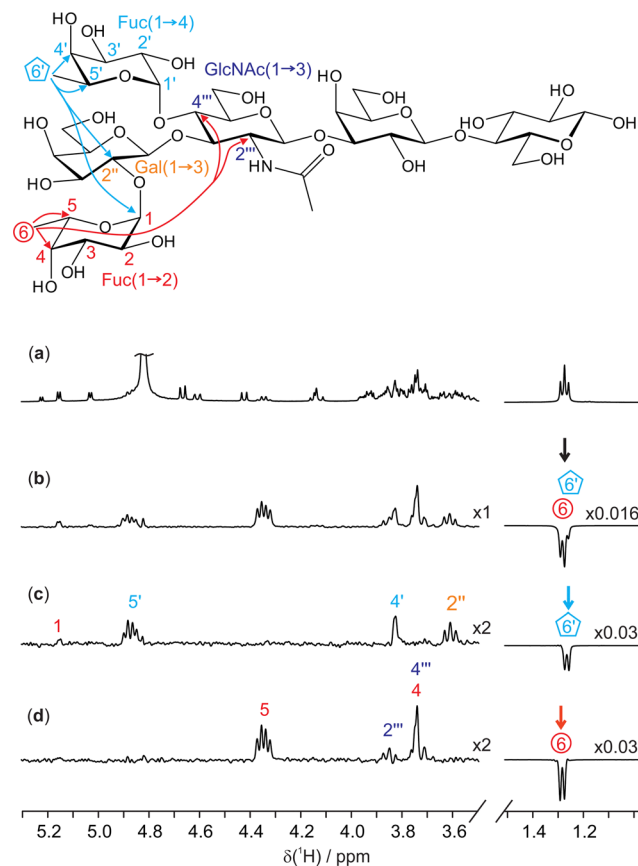 Fuc(1→4)
HO
OH
4'
3'
2'
OH
6'
5'
1'
GlcNAc(1→3)
OH
4'''
HO
OH
OH
OH
HO
OH
O
O
O
O
O
HO
O
O
O
O
HO
2''
Gal(1→3)
2'''
NH
O
OH
OH
HO
O
5
1
6
O
4
3
2
OH
HO
OH
Fuc(1→2)
(a)
(b)
6'
6
x1
x0.016
(c)
1
5'
4'
2''
6'
x2
x0.03
(d)
5
2'''
4'''
4
6
x2
x0.03
5.2 5.0 4.8 4.6 4.4 4.2 4.0 3.8 3.6 1.4 1.2
δ(¹H) / ppm